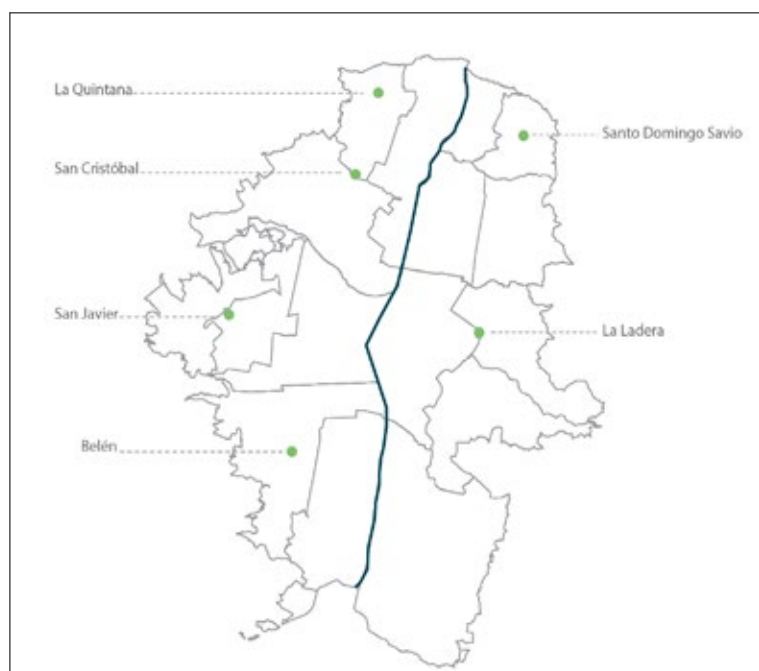 La Quintana
Santo Domingo Savio
San Cristóbal
San Javier
La Ladera
Belén